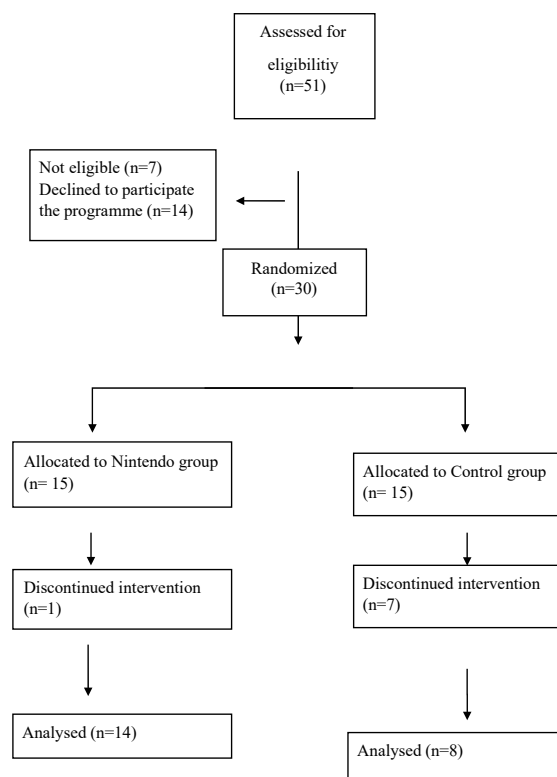 Assessed for
eligibilitiy
(n=51)
Not eligible (n=7)
Declined to participate
the programme (n=14)
Randomized
(n=30)
Allocated to Nintendo group
(n= 15)
Allocated to Control group
(n= 15)
Discontinued intervention
(n=1)
Discontinued intervention
(n=7)
Analysed (n=14)
Analysed (n=8)